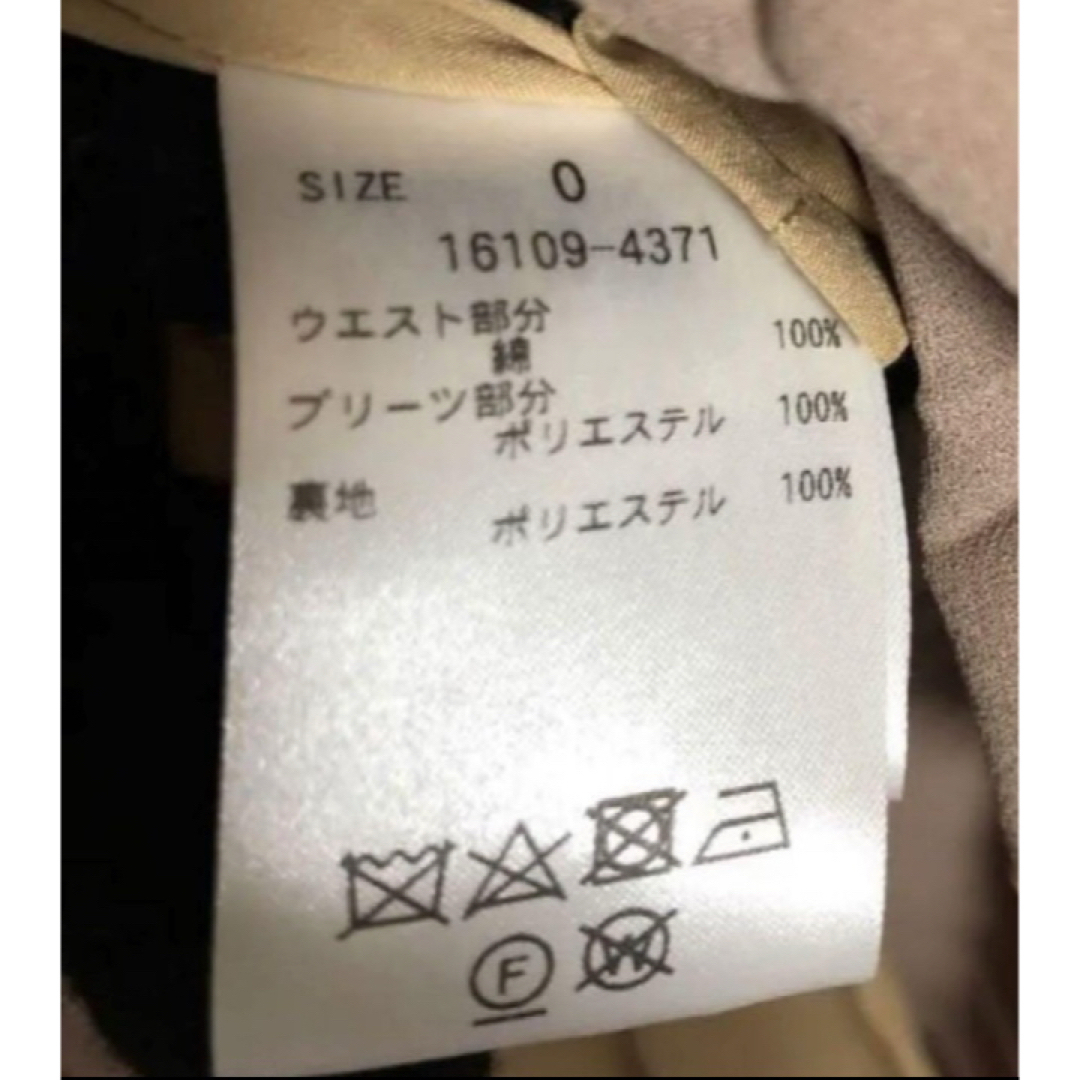 SIZE 0
16109-4371
ウエスト部分
綿 100%
プリーツ部分
ポリエステル 100%
裏地
ポリエステル 100%
F W